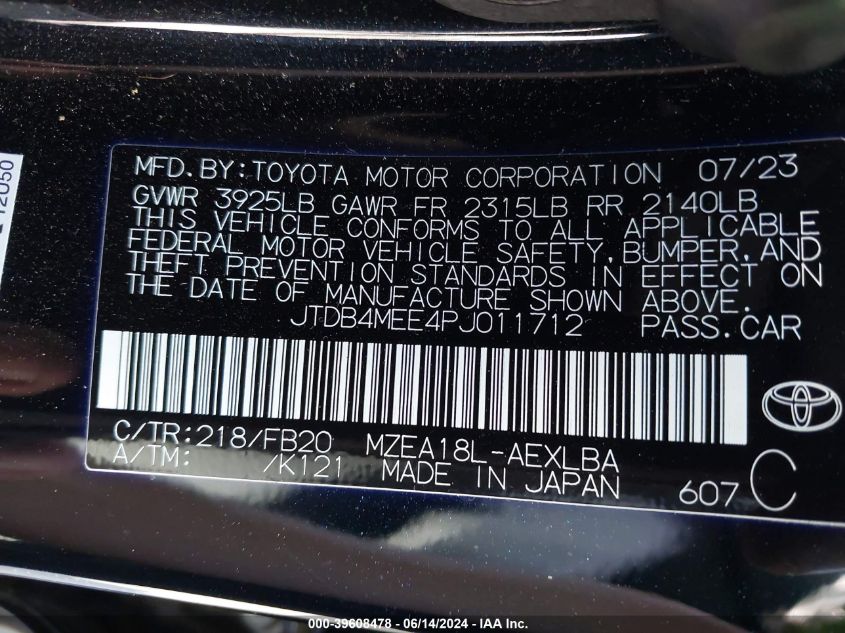 MFD.BY:TOYOTA MOTOR CORPORATION 07/23
GVWR 3925LB GAWR FR 2315LB RR 2140LB
THIS VEHICLE CONFORMS TO ALL APPLICABLE
FEDERAL MOTOR VEHICLE SAFETY,BUMPER,AND
THEFT PREVENTION STANDARDS IN EFFECT ON
THE DATE OF MANUFACTURE SHOWN ABOVE.
JTDB4MEE4PJ011712 PASS.CAR
C/TR:218/FB20 MZEA18L-AEXLBA
A/TM: /K121 MADE IN JAPAN 607 C
000-39608478 - 06/14/2024 - IAA Inc.